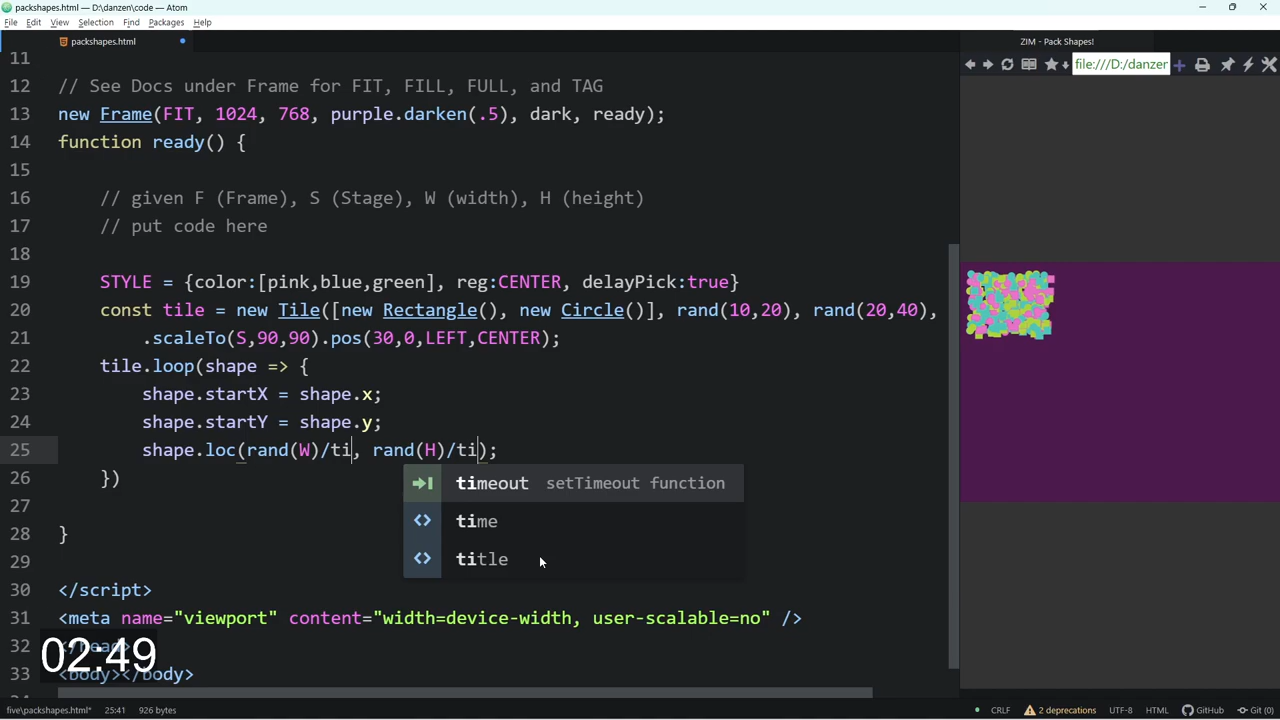 packshapes.html — D:\danzen\code — Atom
File Edit View Selection Find Packages Help
packshapes.html
ZIM - Pack Shapes!
file:///D:/danzer
11
12 // See Docs under Frame for FIT, FILL, FULL, and TAG
13 new Frame(FIT, 1024, 768, purple.darken(.5), dark, ready);
14 function ready() {
15
16 // given F (Frame), S (Stage), W (width), H (height)
17 // put code here
18
19 STYLE = {color:[pink,blue,green], reg:CENTER, delayPick:true}
20 const tile = new Tile([new Rectangle(), new Circle()], rand(10,20), rand(20,40),
21 .scaleTo(S,90,90).pos(30,0,LEFT,CENTER);
22 tile.loop(shape => {
23 shape.startX = shape.x;
24 shape.startY = shape.y;
25 shape.loc(rand(W)/ti, rand(H)/ti);
26 })
timeout setTimeout function
27
time
28 }
title
29
30 </script>
31 <meta name="viewport" content="width=device-width, user-scalable=no" />
32 </head>
33 <body></body>
02:49
five\packshapes.html* 25:41 926 bytes
CRLF 2 deprecations UTF-8 HTML GitHub Git (0)